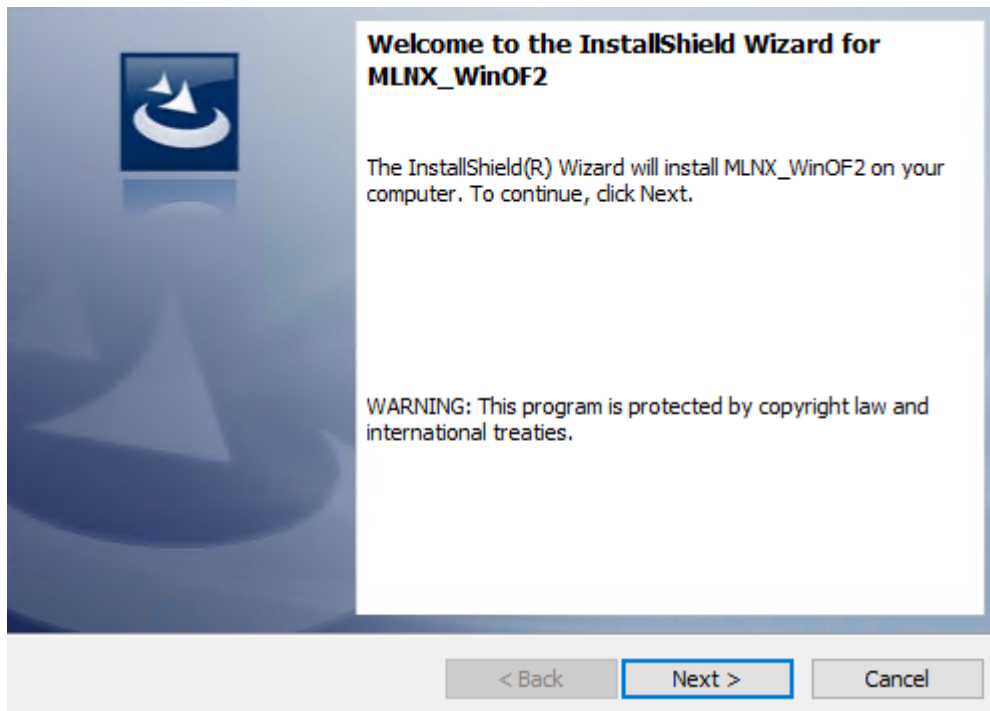 Welcome to the InstallShield Wizard for
MLNX_WinOF2
The InstallShield(R) Wizard will install MLNX_WinOF2 on your
computer. To continue, click Next.
WARNING: This program is protected by copyright law and
international treaties.
< Back
Next >
Cancel